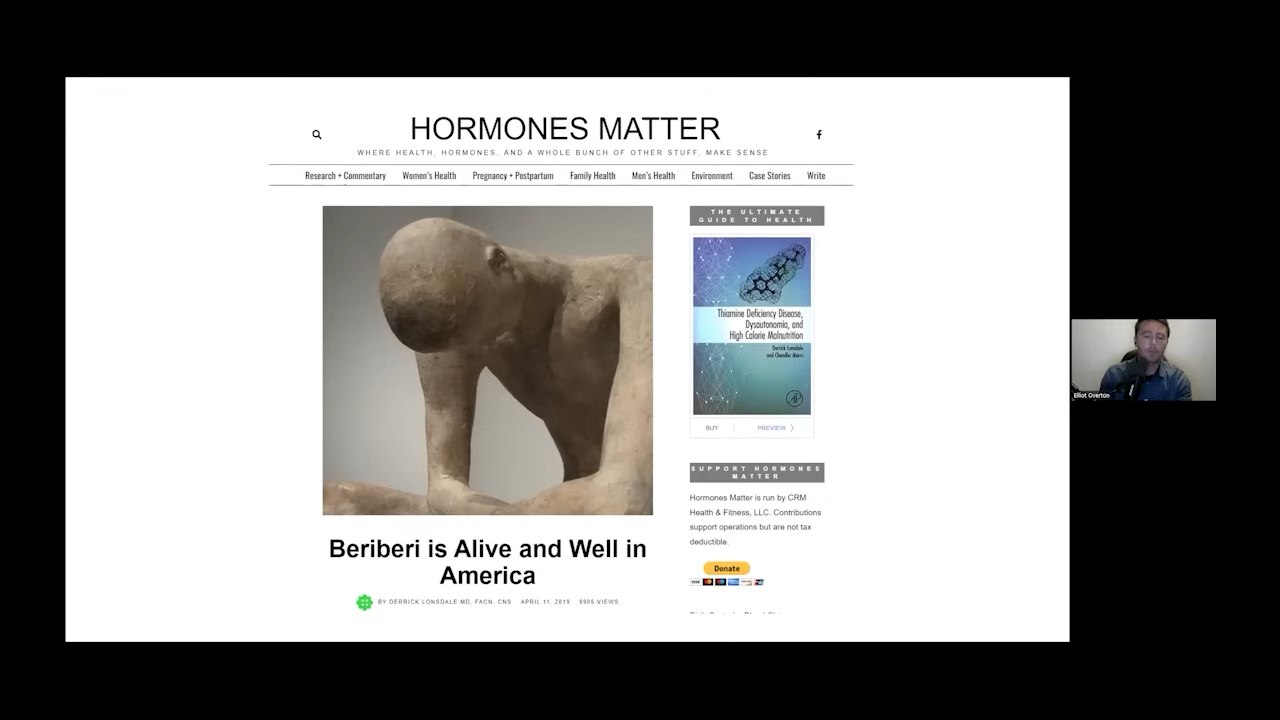 HORMONES MATTER
WHERE HEALTH, HORMONES, AND A WHOLE BUNCH OF OTHER STUFF, MAKE SENSE
Research + Commentary Women's Health Pregnancy + Postpartum Family Health Men's Health Environment Case Stories Write
THE ULTIMATE
GUIDE TO HEALTH
Thiamine Deficiency Disease,
Dysautonomia, and
High Calorie Malnutrition
Derrick Lonsdale
and Chandler Marrs
AP
BUY PREVIEW
SUPPORT HORMONES
MATTER
Hormones Matter is run by CRM
Health & Fitness, LLC. Contributions
support operations but are not tax
deductible.
Donate
VISA
Beriberi is Alive and Well in
America
BY DERRICK LONSDALE MD, FACN, CNS APRIL 11, 2019 9905 VIEWS
Elliot Overton